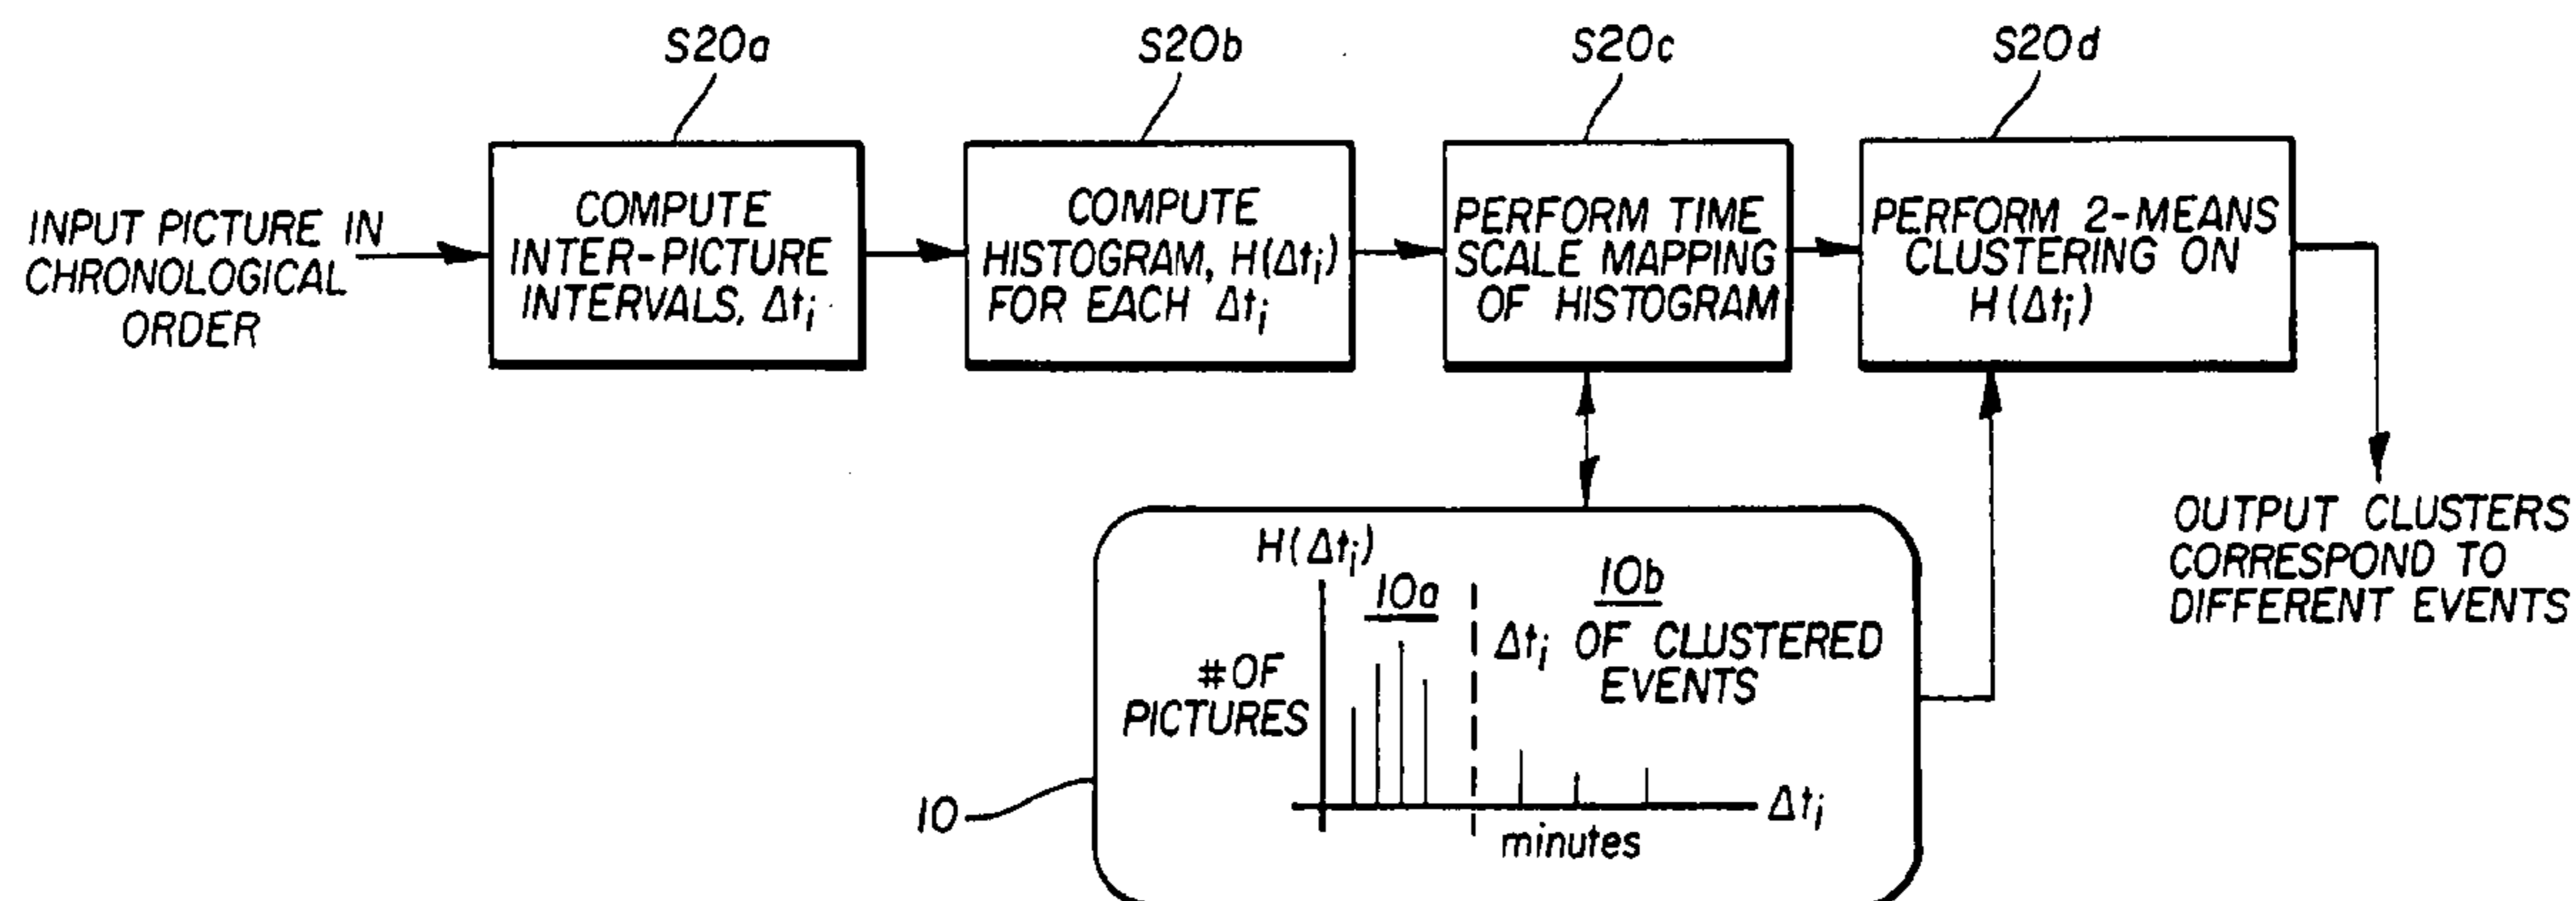 S20a
S20b
S20c
S20d
INPUT PICTURE IN
CHRONOLOGICAL
ORDER
COMPUTE
INTER-PICTURE
INTERVALS, Δti
COMPUTE
HISTOGRAM, H(Δti)
FOR EACH Δti
PERFORM TIME
SCALE MAPPING
OF HISTOGRAM
PERFORM 2-MEANS
CLUSTERING ON
H(Δti)
OUTPUT CLUSTERS
CORRESPOND TO
DIFFERENT EVENTS
H(Δti)
10a
10b
Δti OF CLUSTERED
EVENTS
# OF
PICTURES
Δti
minutes
10